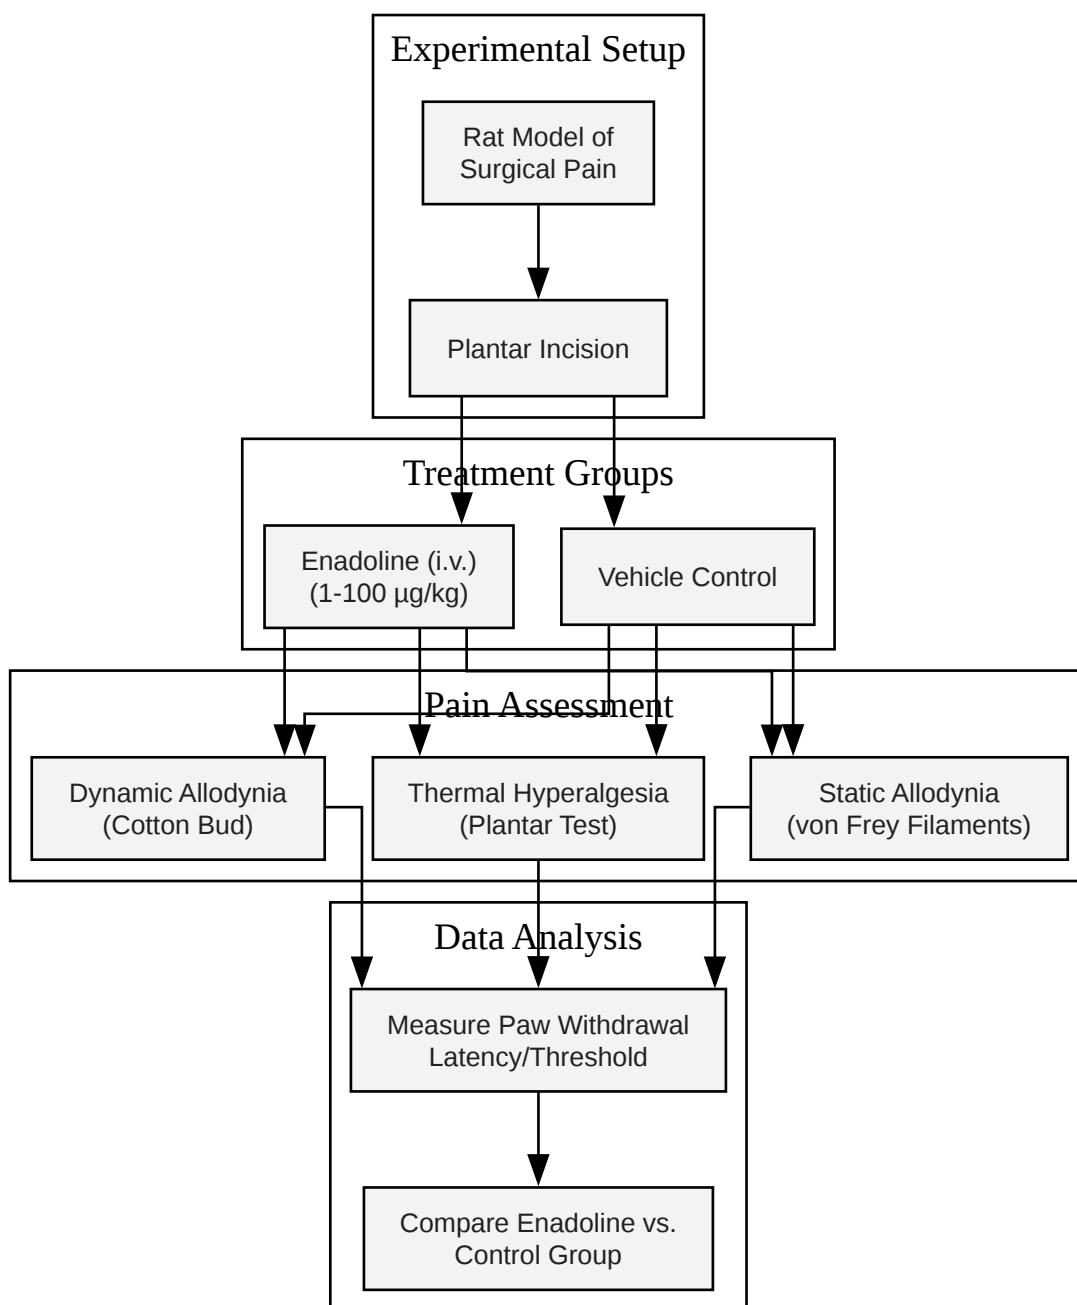 Experimental Setup
Rat Model of
Surgical Pain
Plantar Incision
Treatment Groups
Enadoline (i.v.)
(1-100 µg/kg)
Vehicle Control
Pain Assessment
Dynamic Allodynia
(Cotton Bud)
Thermal Hyperalgesia
(Plantar Test)
Static Allodynia
(von Frey Filaments)
Data Analysis
Measure Paw Withdrawal
Latency/Threshold
Compare Enadoline vs.
Control Group